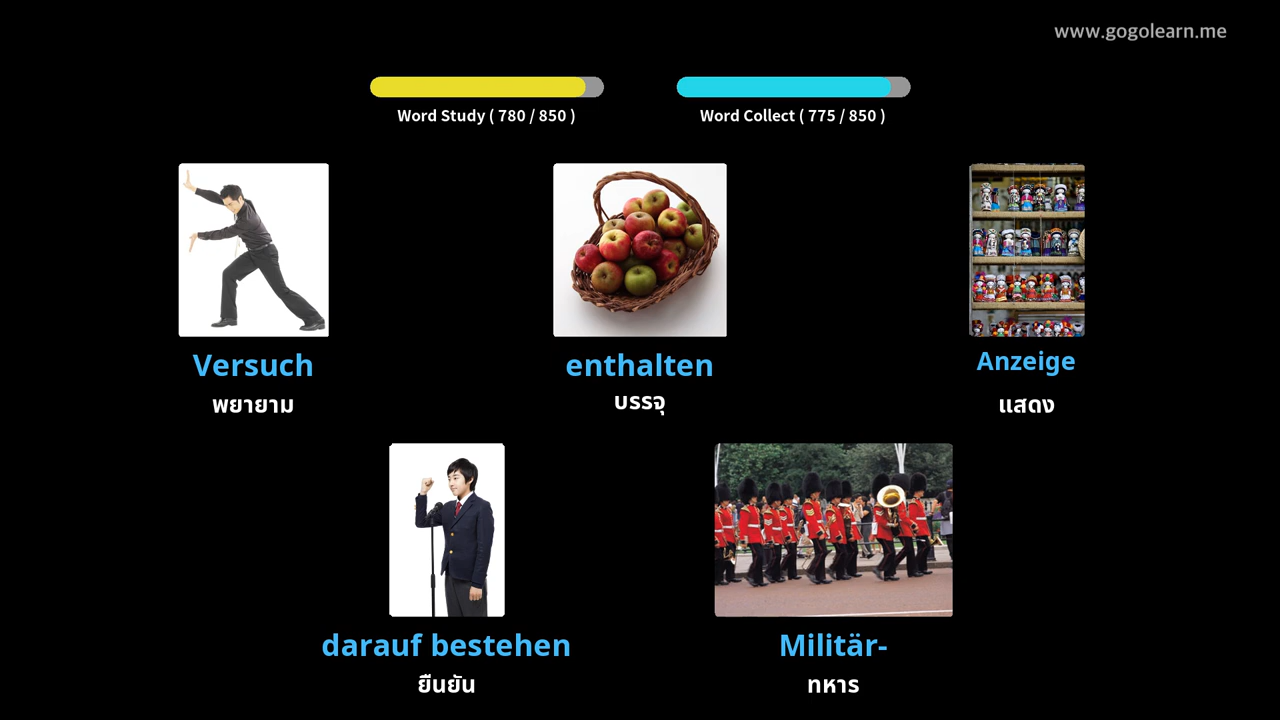 www.gogolearn.me
Word Study ( 780 / 850 )
Word Collect ( 775 / 850 )
Versuch
พยายาม
enthalten
บรรจุ
Anzeige
แสดง
darauf bestehen
ยืนยัน
Militär-
ทหาร